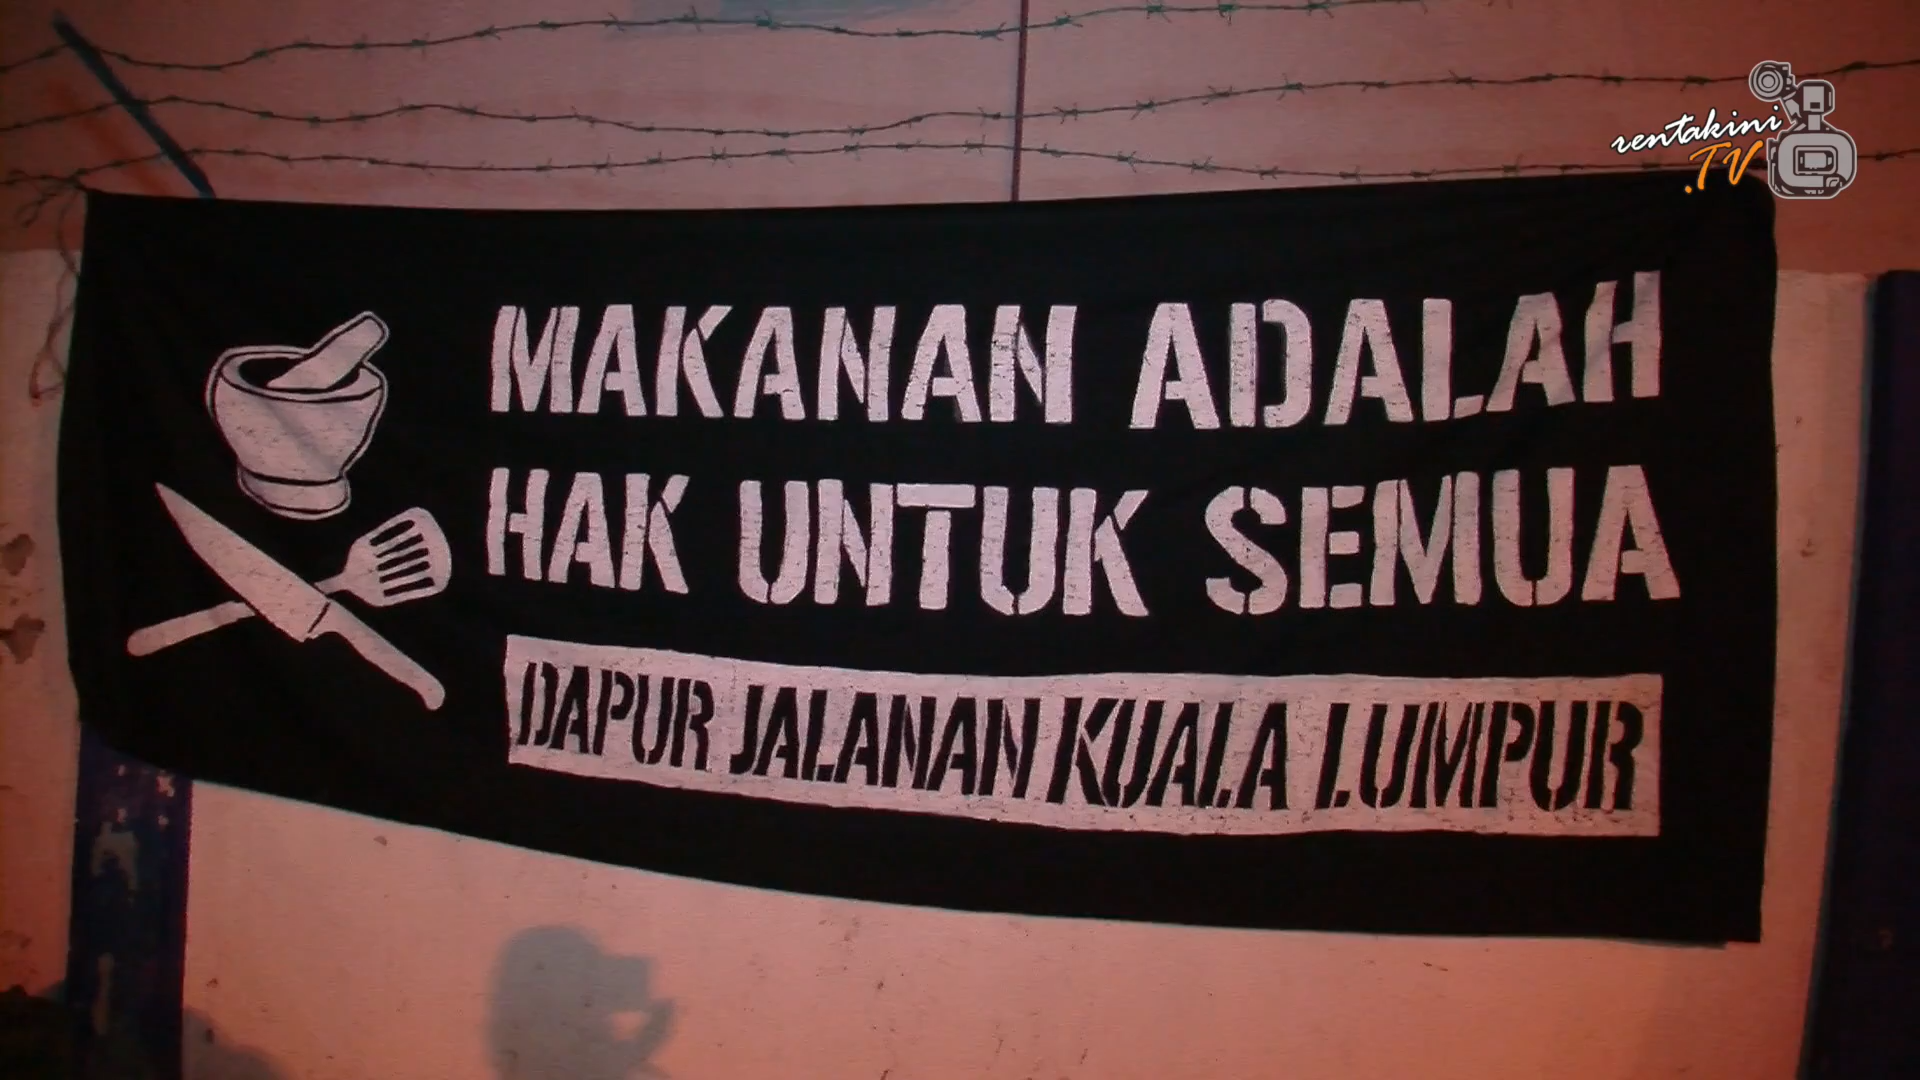 rentakini
.TV
MAKANAN ADALAH
HAK UNTUK SEMUA
DAPUR JALANAN KUALA LUMPUR